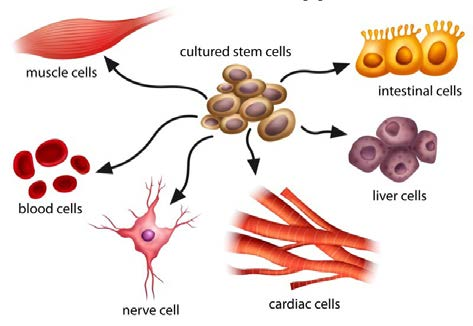 cultured stem cells
muscle cells
intestinal cells
blood cells
liver cells
nerve cell
cardiac cells